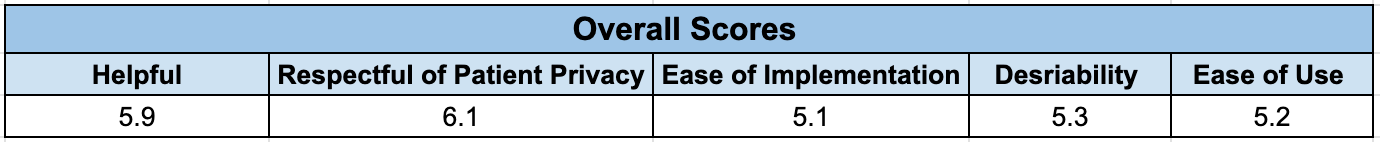 Overall Scores
Helpful Respectful of Patient Privacy Ease of Implementation Desriability Ease of Use
5.9 6.1 5.1 5.3 5.2